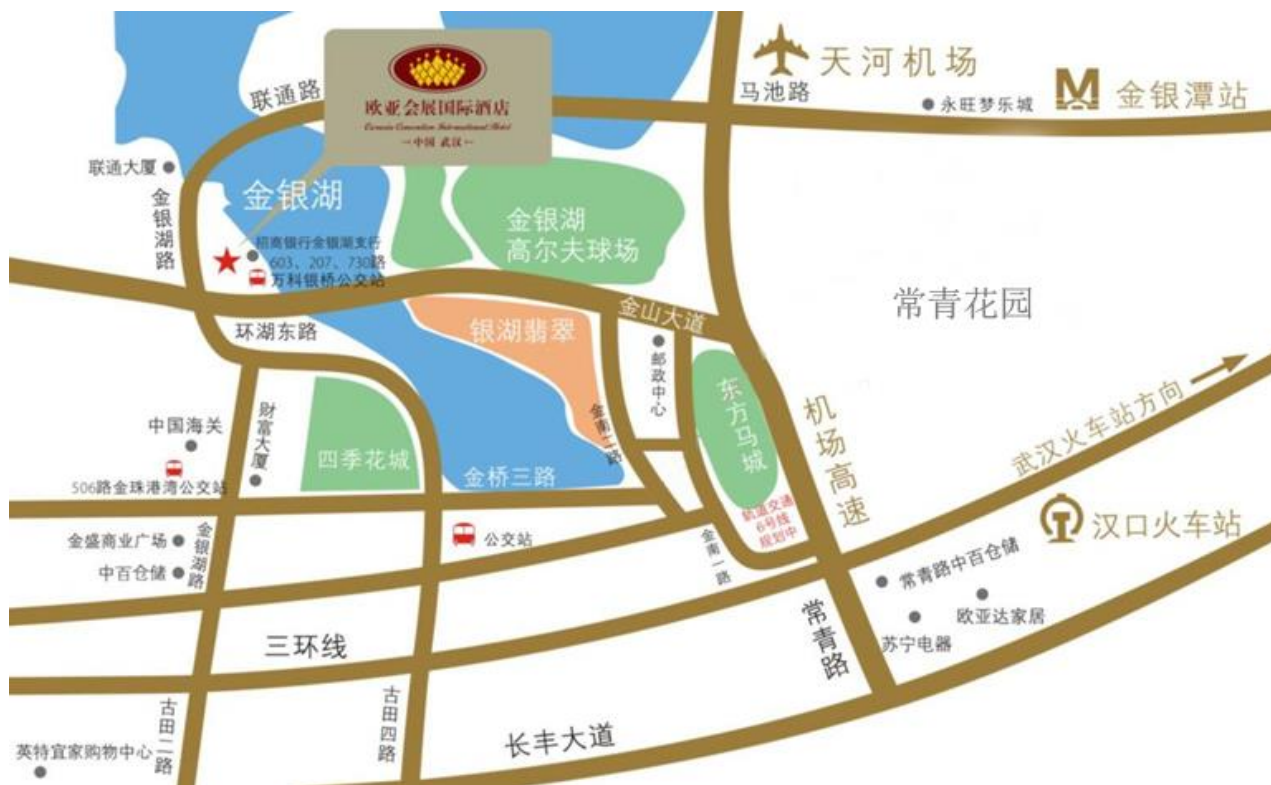 天河机场
马池路
金银潭站
永旺梦乐城
联通路
欧亚会展国际酒店
Eurasia Convention International Hotel
中国 武汉
联通大厦
金银湖路
金银湖
金银湖
高尔夫球场
招商银行金银湖支行
603、207、730路
万科银桥公交站
常青花园
金山大道
环湖东路
银湖翡翠
邮政中心
东方马城
机场高速
武汉火车站方向
中国海关
财富大厦
四季花城
金南二路
金桥三路
506路金珠港湾公交站
轨道交通
6号线
规划中
汉口火车站
金盛商业广场
金银湖路
公交站
金南一路
中百仓储
常青路中百仓储
欧亚达家居
苏宁电器
三环线
常青路
古田二路
古田四路
长丰大道
英特宜家购物中心